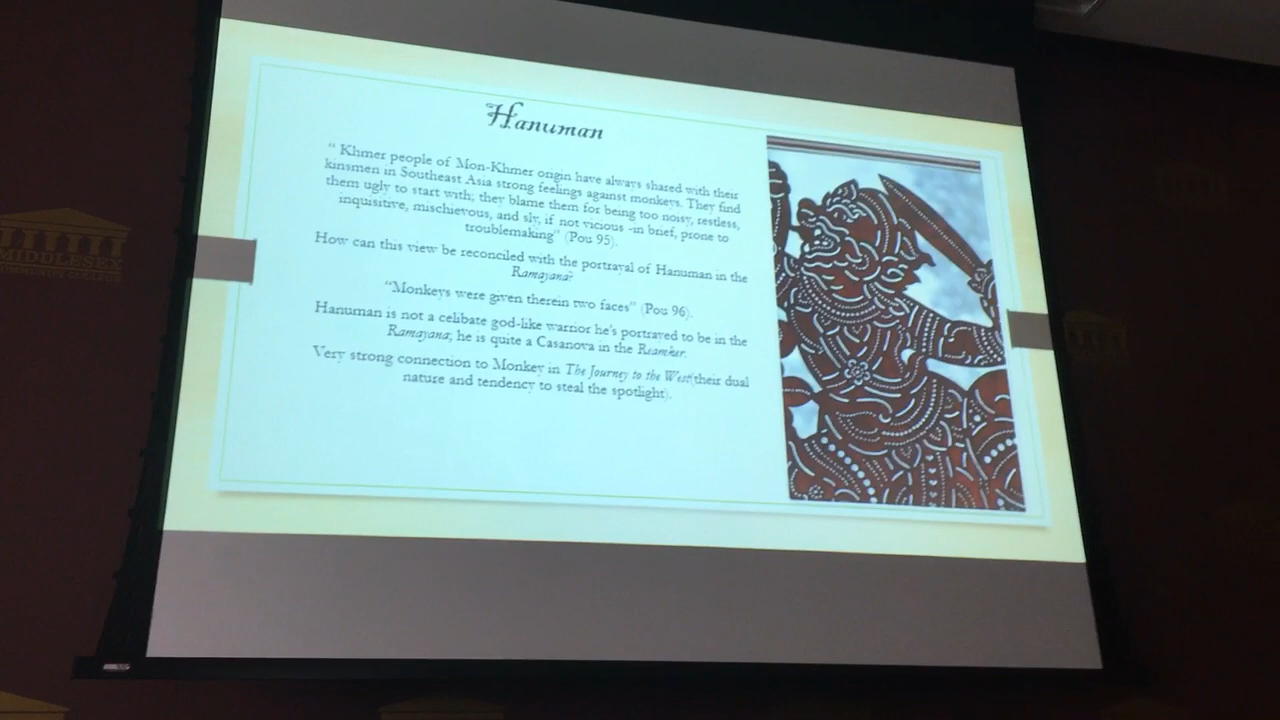 Hanuman
“ Khmer people of Mon-Khmer origin have always shared with their
kinsmen in Southeast Asia strong feelings against monkeys. They find
them ugly to start with; they blame them for being too noisy, restless,
inquisitive, mischievous, and sly, if not vicious -in brief, prone to
troublemaking” (Pou 95).
How can this view be reconciled with the portrayal of Hanuman in the
Ramayana?
“Monkeys were given therein two faces” (Pou 96).
Hanuman is not a celibate god-like warrior he's portrayed to be in the
Ramayana; he is quite a Casanova in the Reamker.
Very strong connection to Monkey in The Journey to the West(their dual
nature and tendency to steal the spotlight).
MIDDLESEX